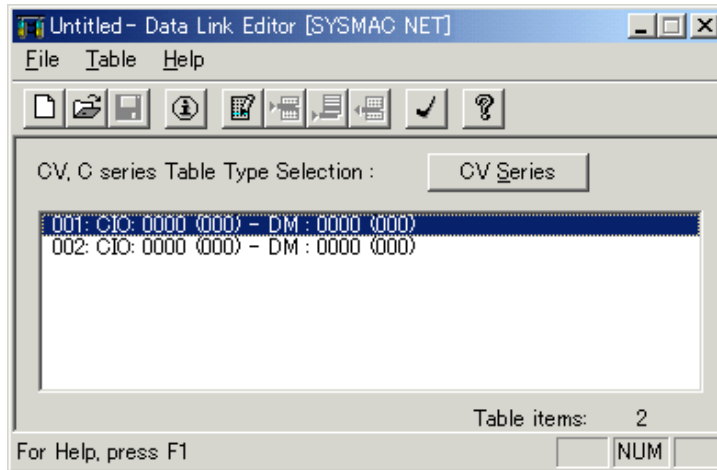 Untitled - Data Link Editor [SYSMAC NET]
File Table Help
CV, C series Table Type Selection : CV Series
001: CIO: 0000 (000) - DM : 0000 (000)
002: CIO: 0000 (000) - DM : 0000 (000)
Table items: 2
For Help, press F1 NUM